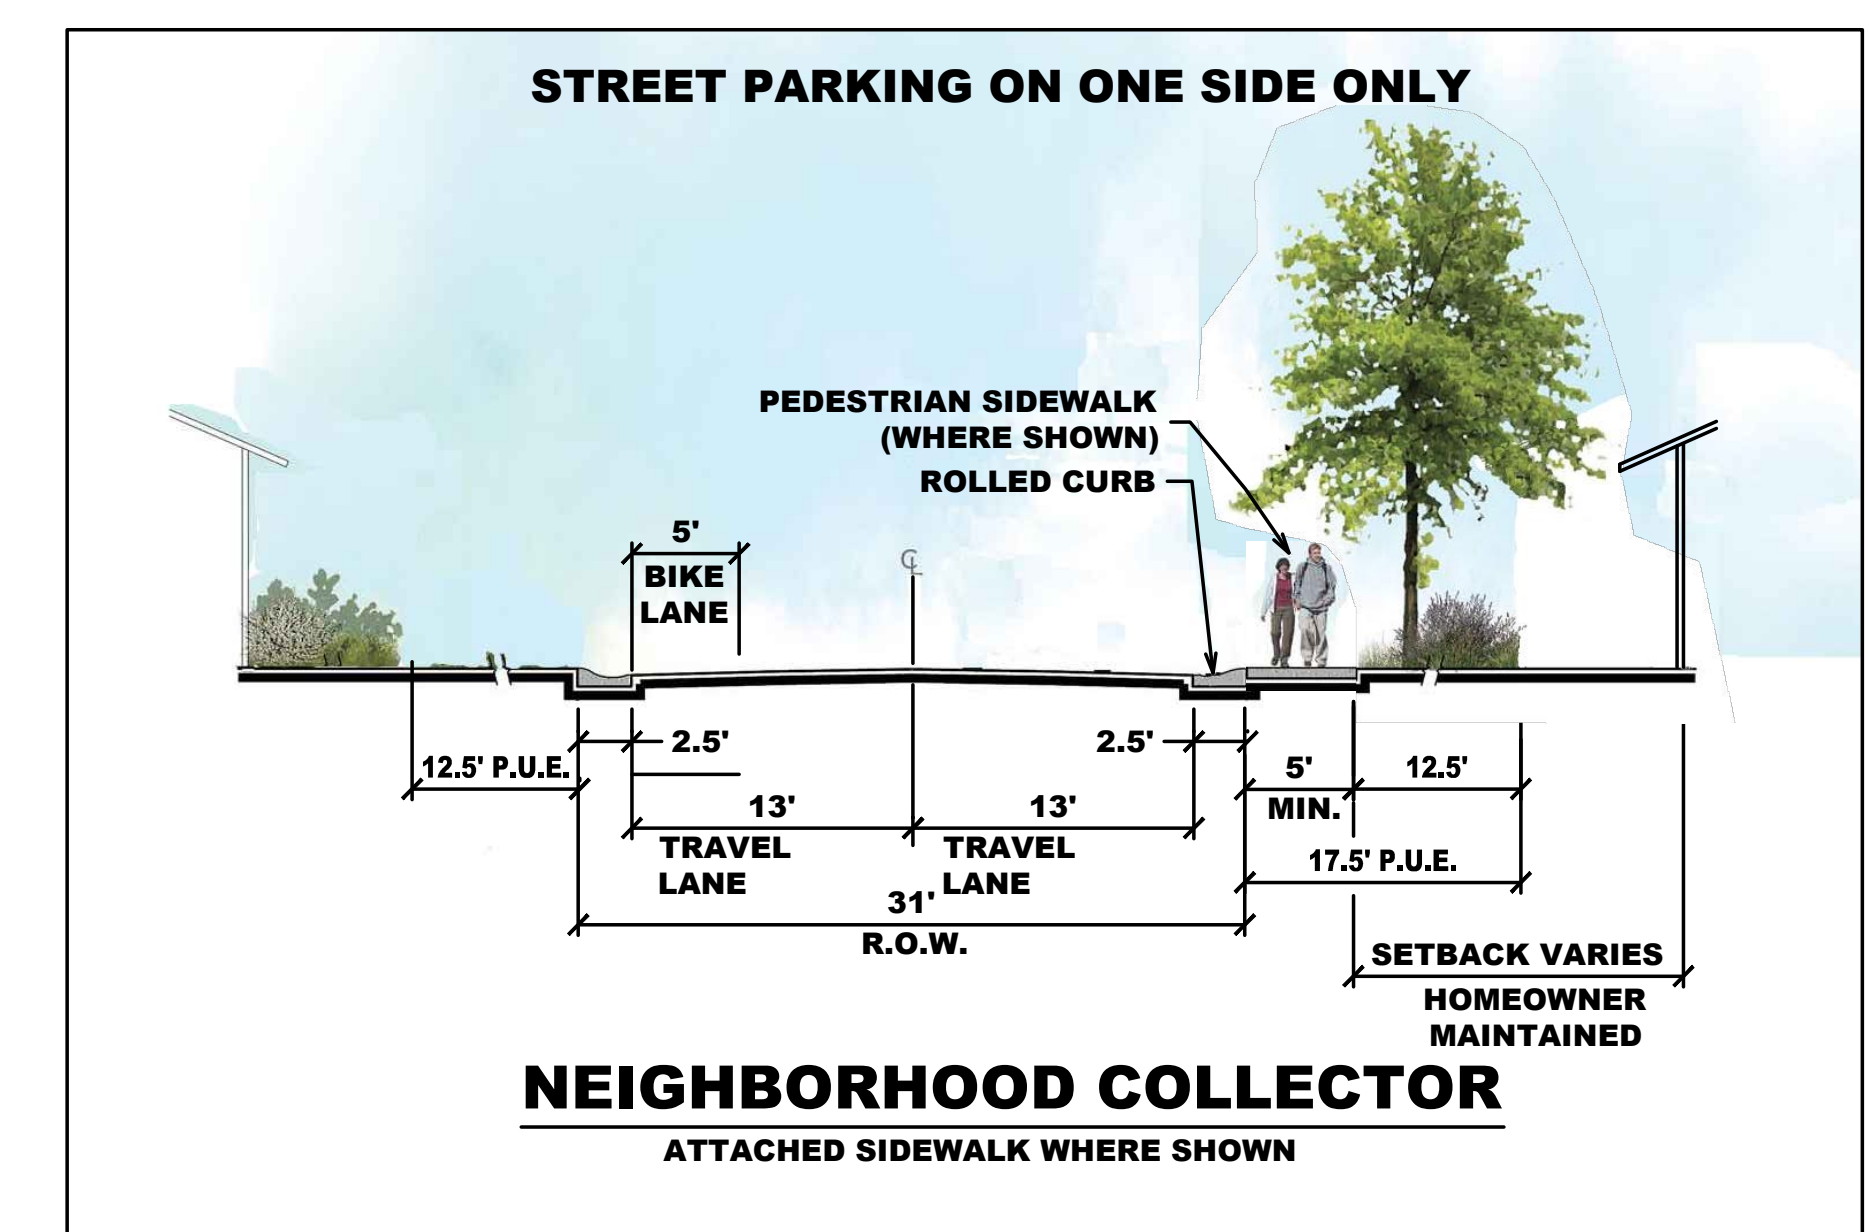 STREET PARKING ON ONE SIDE ONLY
PEDESTRIAN SIDEWALK
(WHERE SHOWN)
ROLLED CURB
5'
BIKE
LANE
℄
2.5'
2.5'
12.5' P.U.E.
5'
MIN.
12.5'
13'
TRAVEL
LANE
13'
TRAVEL
LANE
17.5' P.U.E.
31'
R.O.W.
SETBACK VARIES
HOMEOWNER
MAINTAINED
NEIGHBORHOOD COLLECTOR
ATTACHED SIDEWALK WHERE SHOWN